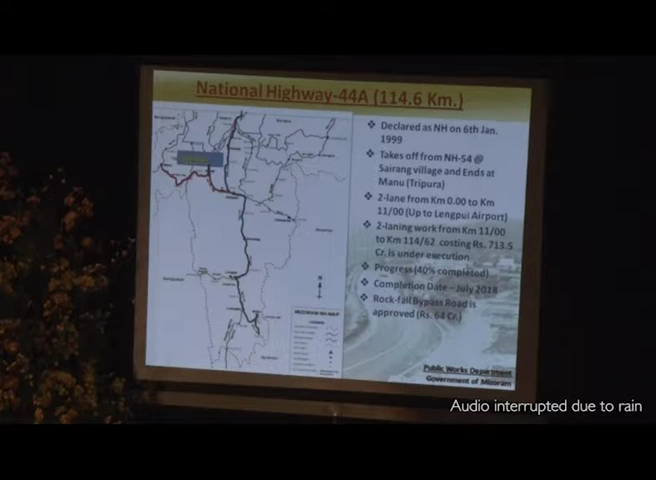 National Highway-44A (114.6 Km.)
❖ Declared as NH on 6th Jan.
1999
❖ Takes off from NH-54 @
Sairang village and Ends at
Manu (Tripura)
❖ 2-lane from Km 0.00 to Km
11/00 (Up to Lengpui Airport)
❖ 2-laning work from Km 11/00
to Km 114/62 costing Rs. 713.5
Cr. is under execution
❖ Progress (40% completed)
❖ Completion Date – July 2018
❖ Rock-fall Bypass Road is
approved (Rs. 64 Cr.)
Public Works Department
Government of Mizoram
Audio interrupted due to rain